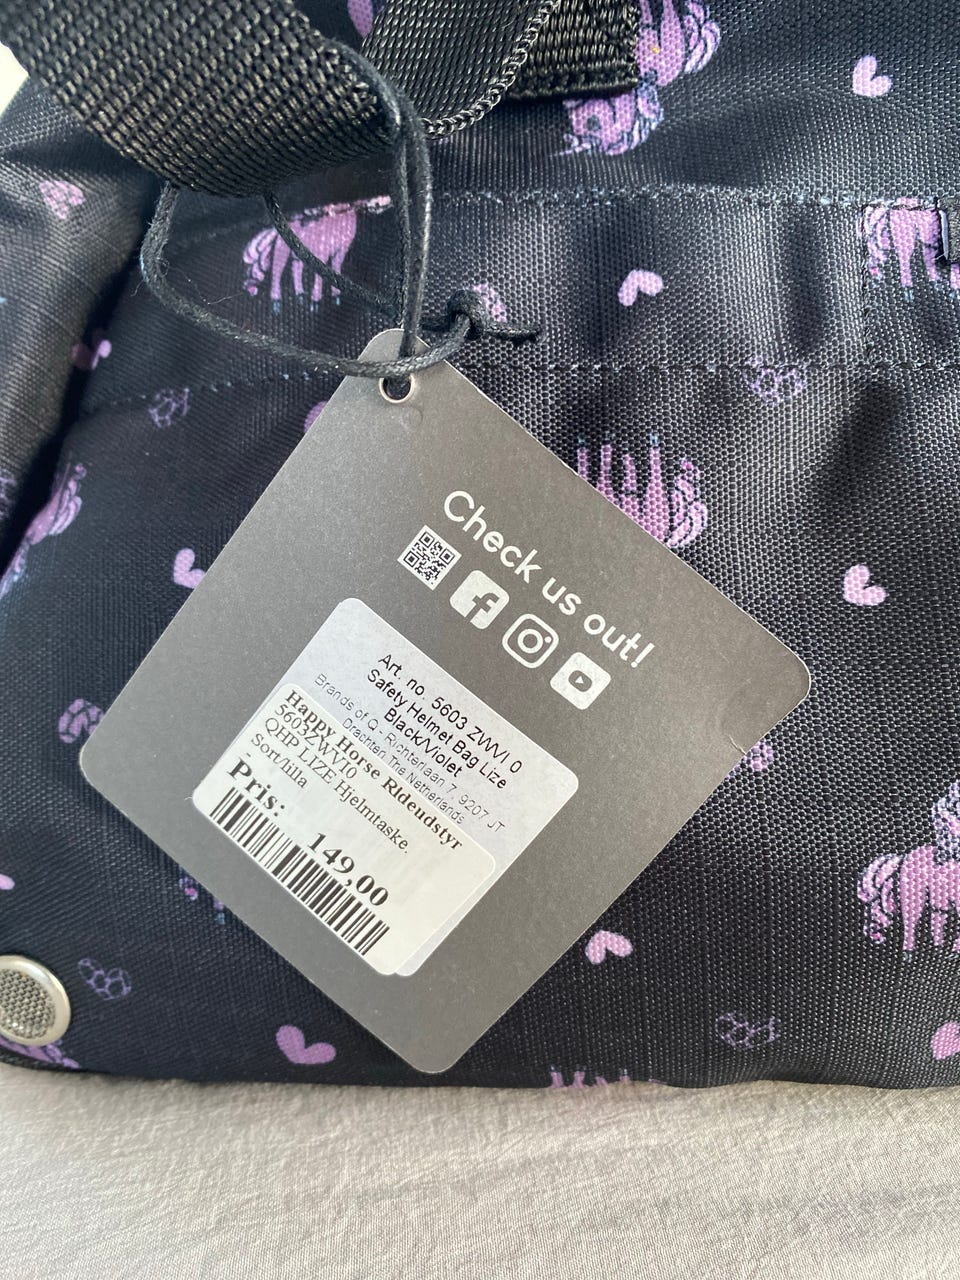 Check us out!
Art. no. 5603 ZWVI 0
Safety Helmet Bag Lize
Black/Violet
Brands of Q - Richterlaan 7, 9207 JT
Drachten The Netherlands
Happy Horse Rideudstyr
5603ZWVI0
QHP LIZE Hjelmtaske.
Sort/lilla
-
Pris: 149,00